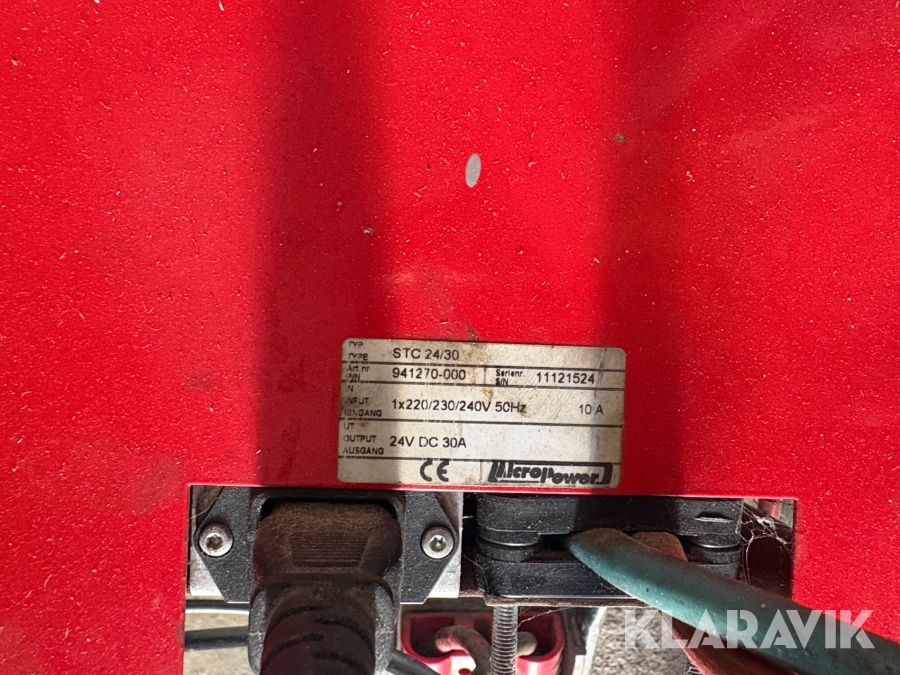 TYP
TYPE STC 24/30
Art.nr
P/N 941270-000 Serienr. S/N 11121524
IN
INPUT 1x220/230/240V 50Hz 10 A
EINGANG
UT
OUTPUT 24V DC 30A
AUSGANG
CE Micropower
KLARAVIK